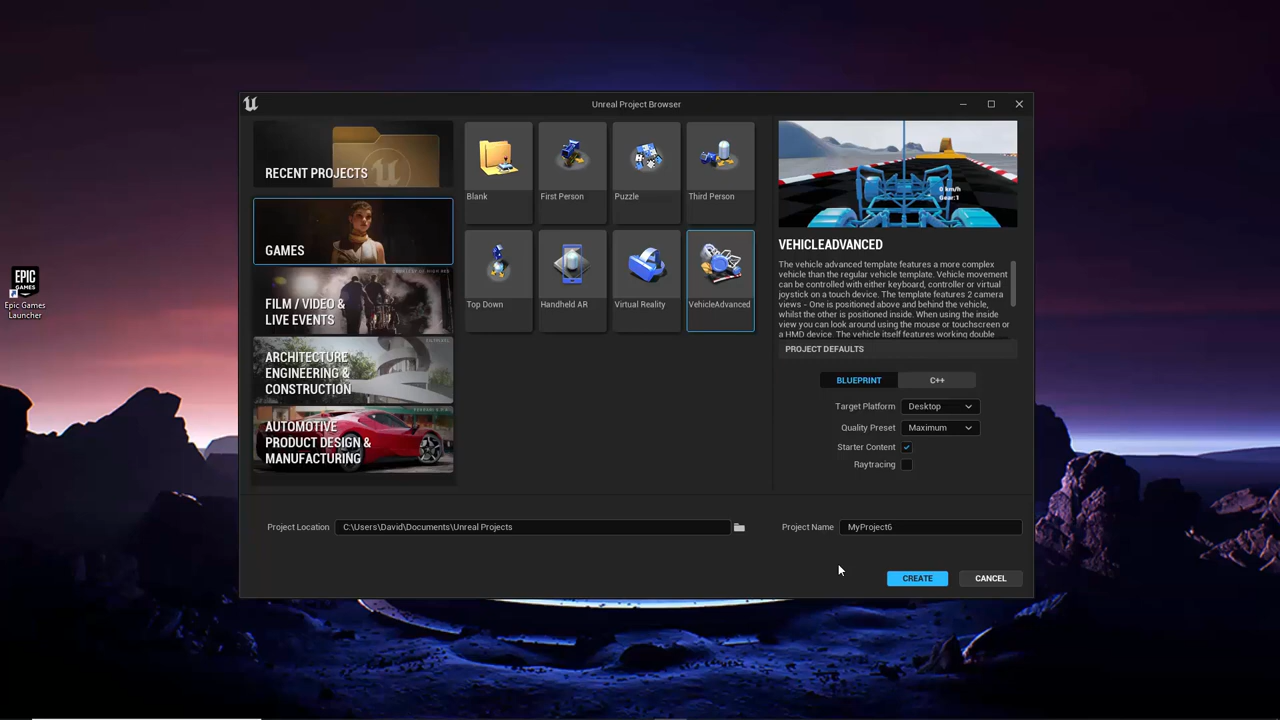 Unreal Project Browser
RECENT PROJECTS
GAMES
FILM / VIDEO &
LIVE EVENTS
ARCHITECTURE
ENGINEERING &
CONSTRUCTION
AUTOMOTIVE
PRODUCT DESIGN &
MANUFACTURING
Blank
First Person
Puzzle
Third Person
Top Down
Handheld AR
Virtual Reality
VehicleAdvanced
0 km/h
Gear:1
VEHICLEADVANCED
The vehicle advanced template features a more complex
vehicle than the regular vehicle template. Vehicle movement
can be controlled with either keyboard, controller or virtual
joystick on a touch device. The template features 2 camera
views - One is positioned above and behind the vehicle,
whilst the other is positioned inside. When using the inside
view you can look around using the mouse or touchscreen or
a HMD device. The vehicle itself features working double
PROJECT DEFAULTS
BLUEPRINT
C++
Target Platform
Desktop
Quality Preset
Maximum
Starter Content
Raytracing
Project Location
C:\Users\David\Documents\Unreal Projects
Project Name
MyProject6
CREATE
CANCEL
EPIC
GAMES
Epic Games
Launcher